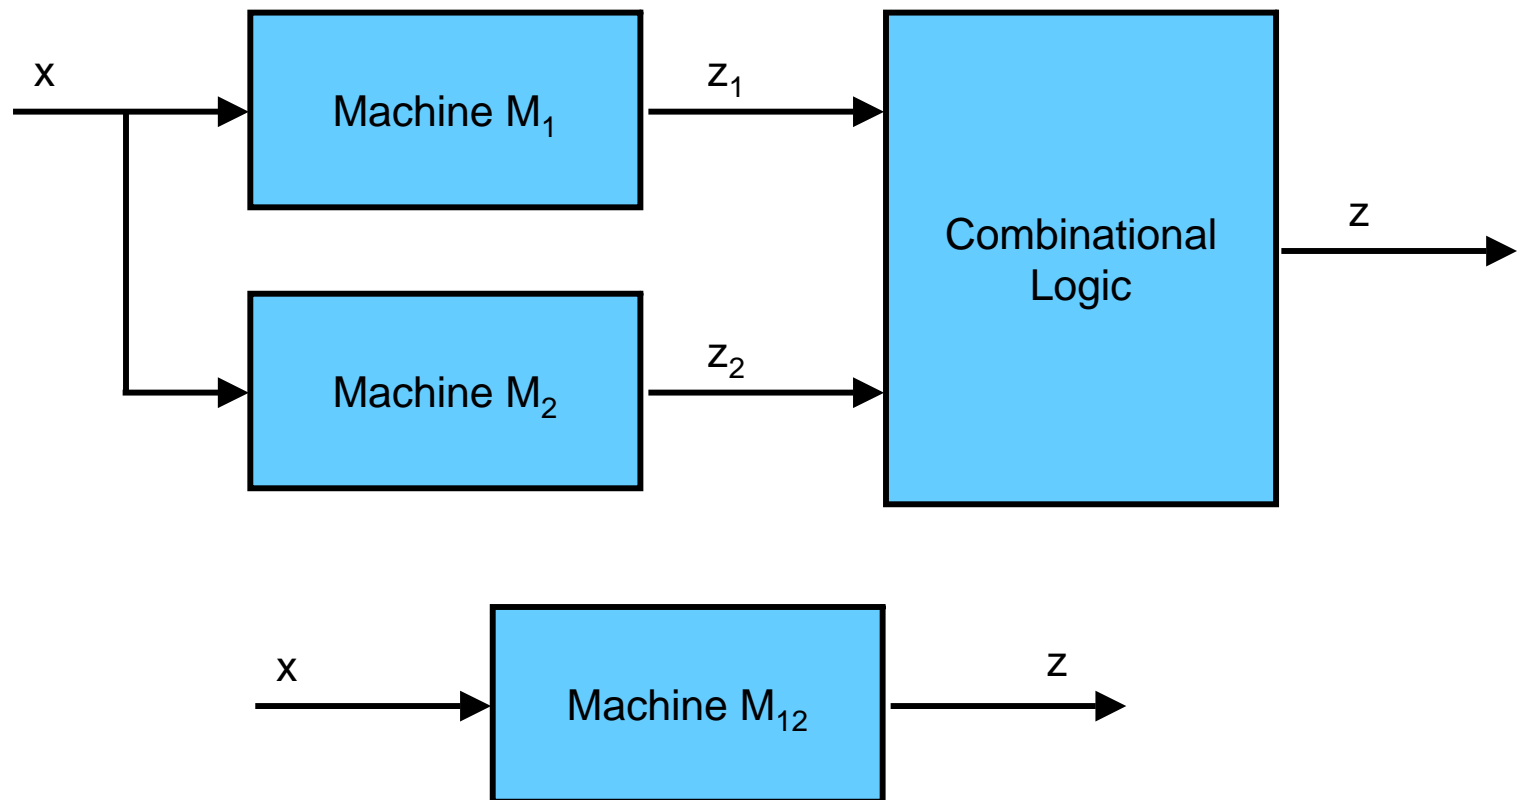 x
Machine M₁
z₁
Combinational
Logic
z
Machine M₂
z₂
x
Machine M₁₂
z